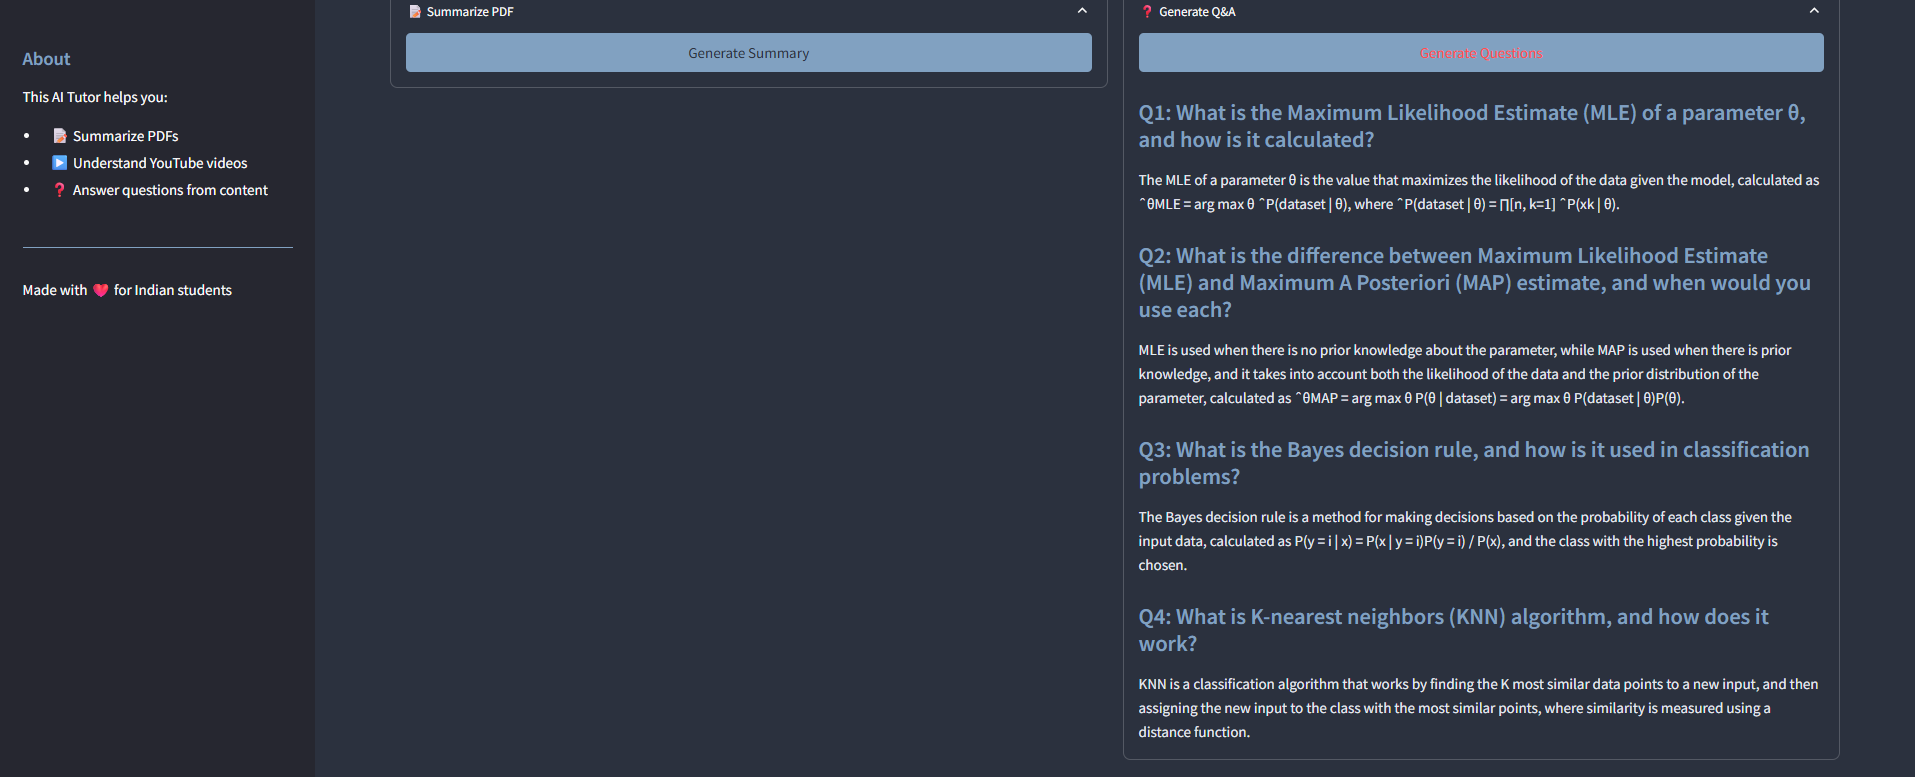 About
This AI Tutor helps you:
• 📝 Summarize PDFs
• ▶️ Understand YouTube videos
• ❓ Answer questions from content
Made with ❤️ for Indian students
📝 Summarize PDF
Generate Summary
❓ Generate Q&A
Generate Questions
Q1: What is the Maximum Likelihood Estimate (MLE) of a parameter θ,
and how is it calculated?
The MLE of a parameter θ is the value that maximizes the likelihood of the data given the model, calculated as
ˆθMLE = arg max θ ˆP(dataset | θ), where ˆP(dataset | θ) = ∏[n, k=1] ˆP(xk | θ).
Q2: What is the difference between Maximum Likelihood Estimate
(MLE) and Maximum A Posteriori (MAP) estimate, and when would you
use each?
MLE is used when there is no prior knowledge about the parameter, while MAP is used when there is prior
knowledge, and it takes into account both the likelihood of the data and the prior distribution of the
parameter, calculated as ˆθMAP = arg max θ P(θ | dataset) = arg max θ P(dataset | θ)P(θ).
Q3: What is the Bayes decision rule, and how is it used in classification
problems?
The Bayes decision rule is a method for making decisions based on the probability of each class given the
input data, calculated as P(y = i | x) = P(x | y = i)P(y = i) / P(x), and the class with the highest probability is
chosen.
Q4: What is K-nearest neighbors (KNN) algorithm, and how does it
work?
KNN is a classification algorithm that works by finding the K most similar data points to a new input, and then
assigning the new input to the class with the most similar points, where similarity is measured using a
distance function.